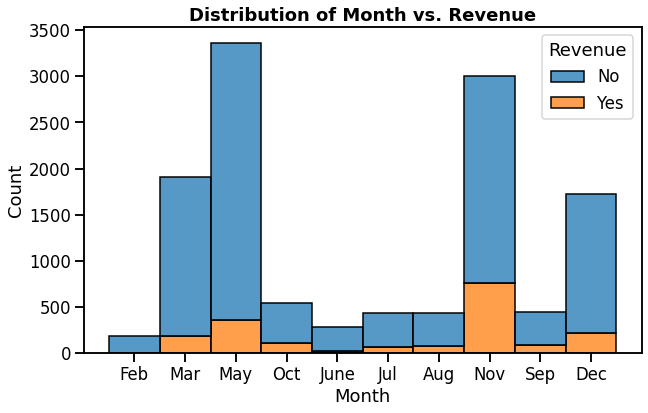 Distribution of Month vs. Revenue
3500
3000
2500
2000
1500
1000
500
0
Count
Revenue
No
Yes
Feb Mar May Oct June Jul Aug Nov Sep Dec
Month